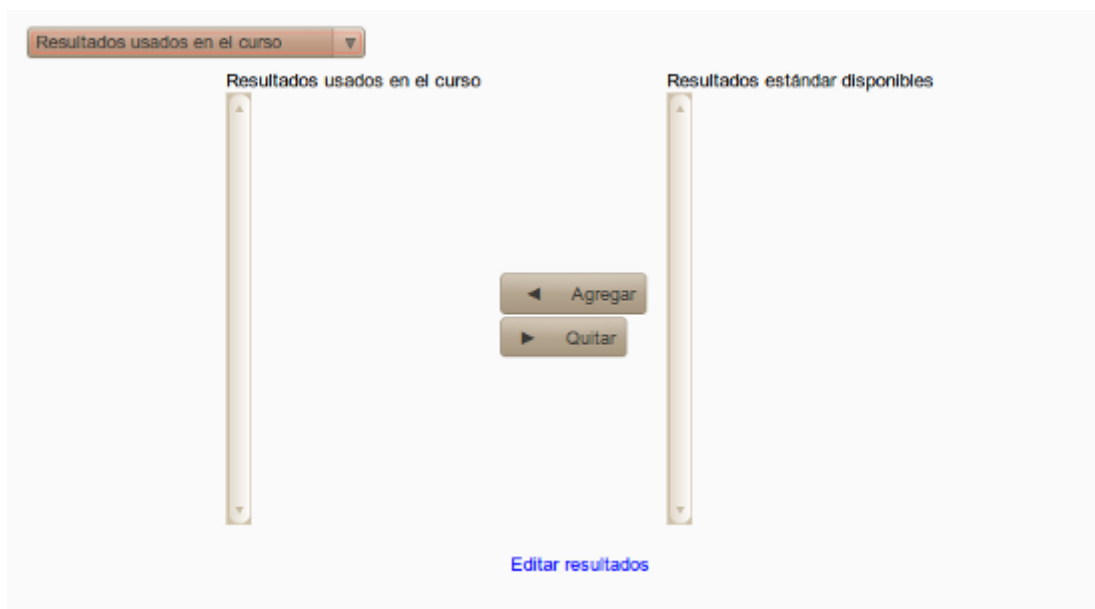 Resultados usados en el curso
Resultados usados en el curso
Resultados estándar disponibles
Agregar
Quitar
Editar resultados